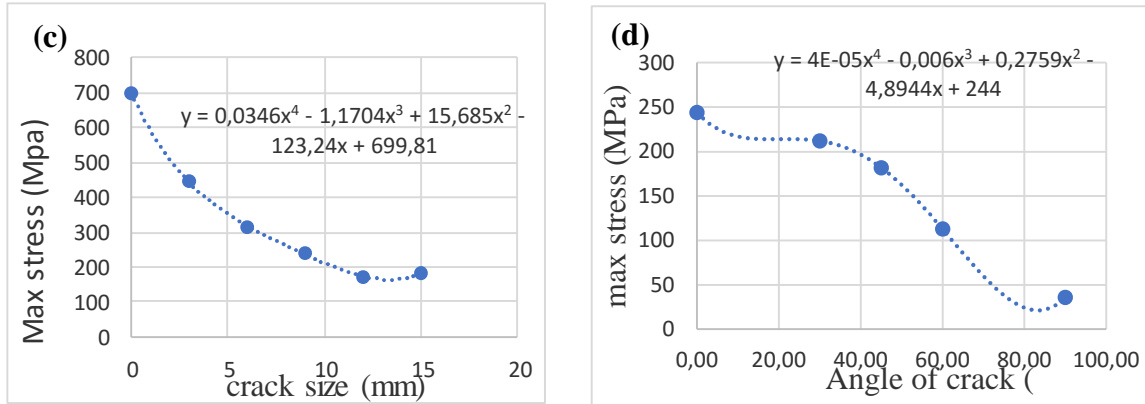 (c)
800
700
600
500
400
300
200
100
0
Max stress (Mpa)
y = 0,0346x⁴ - 1,1704x³ + 15,685x² -
123,24x + 699,81
0 5 10 15 20
crack size (mm)
(d)
y = 4E-05x⁴ - 0,006x³ + 0,2759x² -
4,8944x + 244
300
250
200
150
100
50
0
max stress (MPa)
0,00 20,00 40,00 60,00 80,00 100,00
Angle of crack (